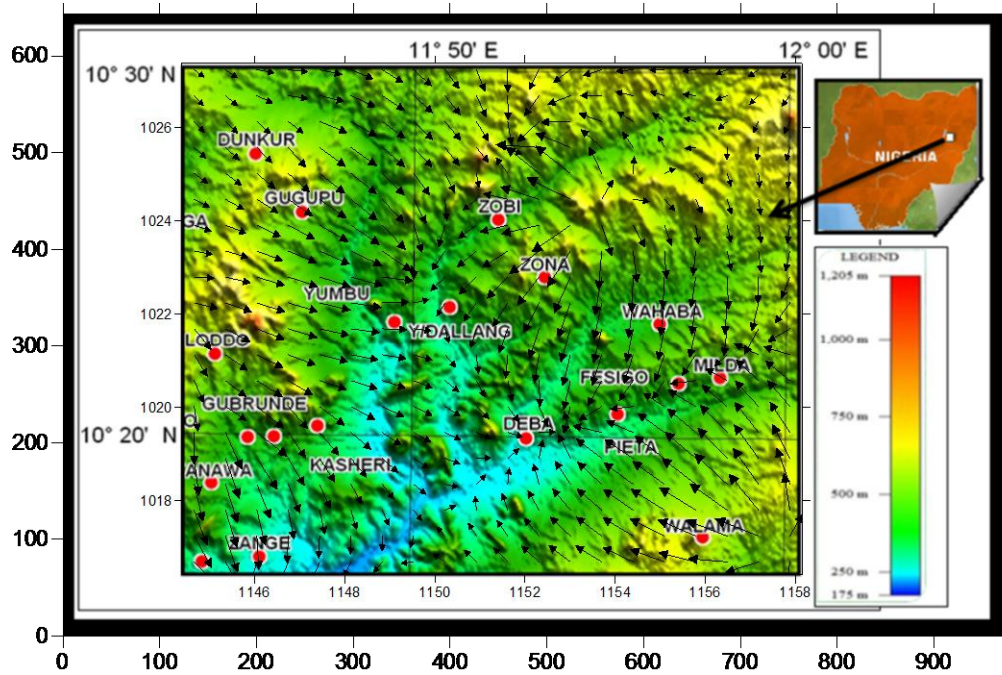 600
500
400
300
200
100
0
0 100 200 300 400 500 600 700 800 900
11° 50' E 12° 00' E
10° 30' N
10° 20' N
1026
1024
1022
1020
1018
1146 1148 1150 1152 1154 1156 1158
DUNKUR
GUGUPU
GA
ZOBI
ZONA
YUMBU
WAHABA
LODDO
FESIGO
MILDA
GUBRUNDE
DEBA
PIETA
KASHERI
ANAWA
WALAMA
NIGERIA
LEGEND
1,205 m
1,000 m
750 m
500 m
250 m
175 m